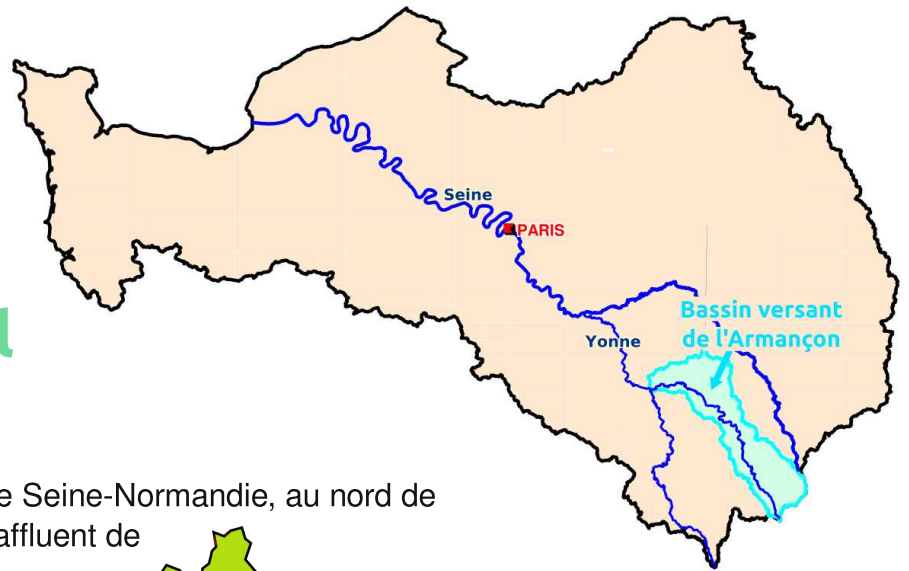 Seine
PARIS
Bassin versant
de l'Armançon
Yonne
e Seine-Normandie, au nord de
affluent de